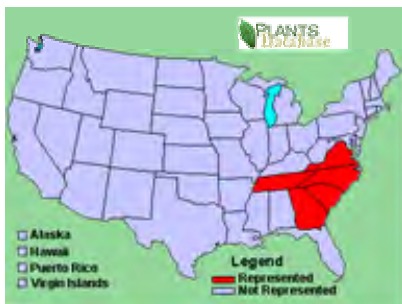 PLANTS
Database
Alaska
Hawaii
Puerto Rico
Virgin Islands
Legend
Represented
Not Represented